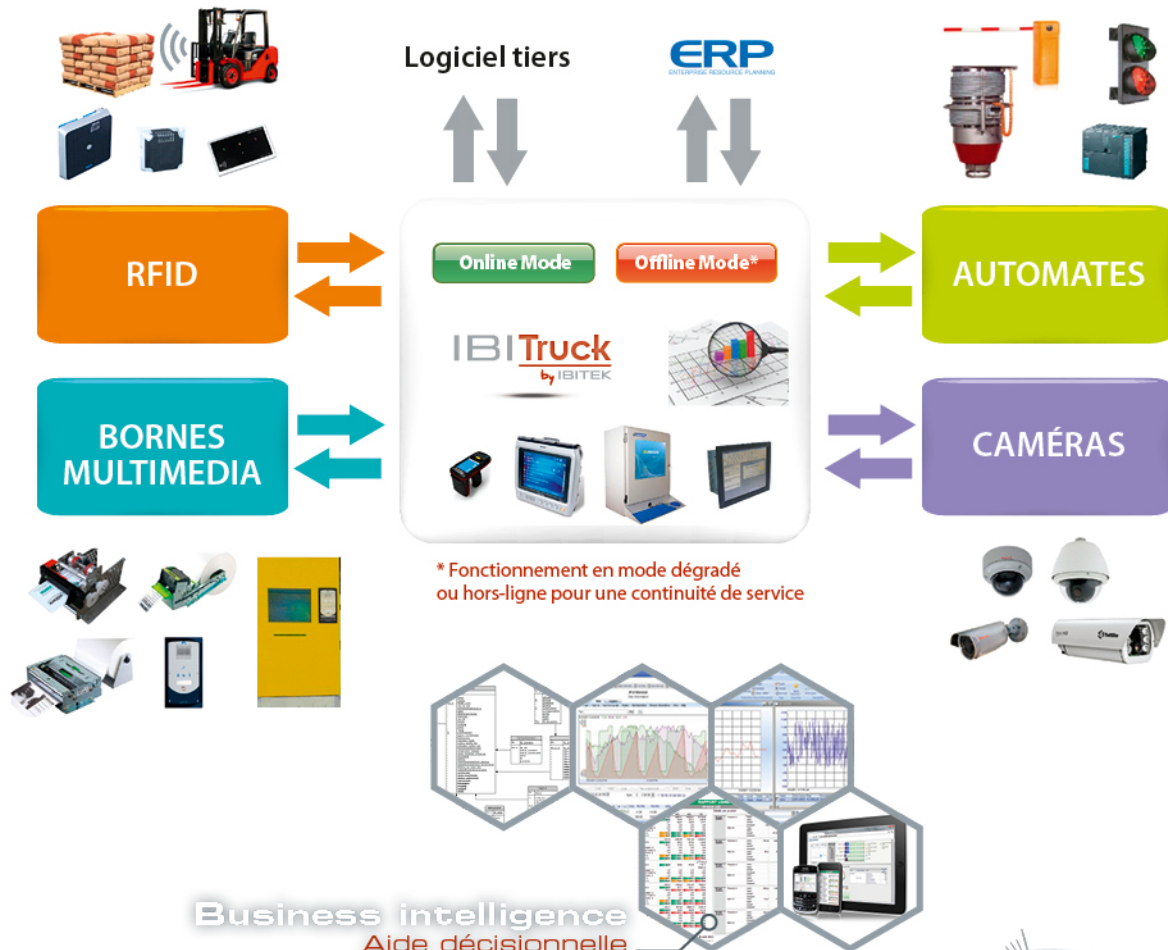 Logiciel tiers
ERP
ENTERPRISE RESOURCE PLANNING
RFID
Online Mode
Offline Mode*
AUTOMATES
IBITruck
by IBITEK
BORNES
MULTIMEDIA
CAMÉRAS
* Fonctionnement en mode dégradé
ou hors-ligne pour une continuité de service
Business intelligence
Aide décisionnelle